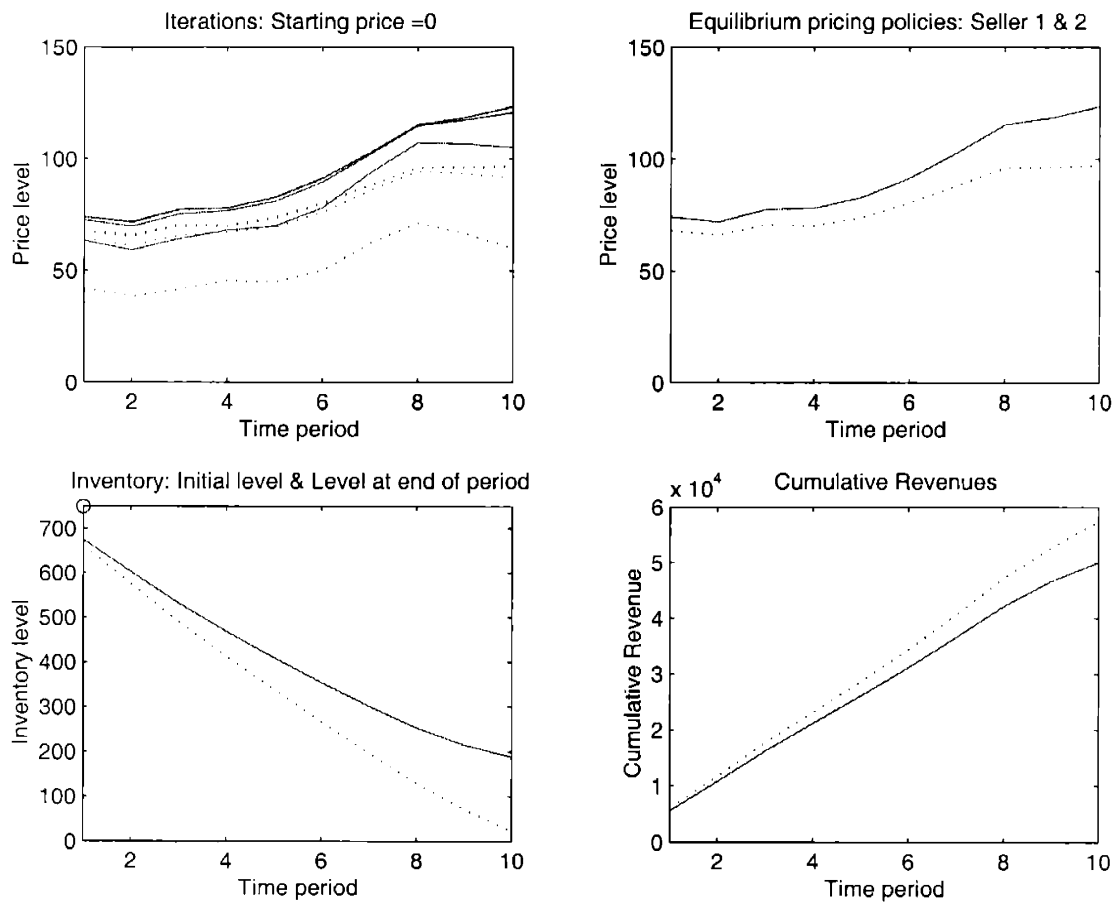 Iterations: Starting price =0
150
100
50
0
Price level
2 4 6 8 10
Time period
Equilibrium pricing policies: Seller 1 & 2
150
100
50
0
Price level
2 4 6 8 10
Time period
Inventory: Initial level & Level at end of period
700
600
500
400
300
200
100
0
Inventory level
2 4 6 8 10
Time period
x 10^4 Cumulative Revenues
6
5
4
3
2
1
0
Cumulative Revenue
2 4 6 8 10
Time period